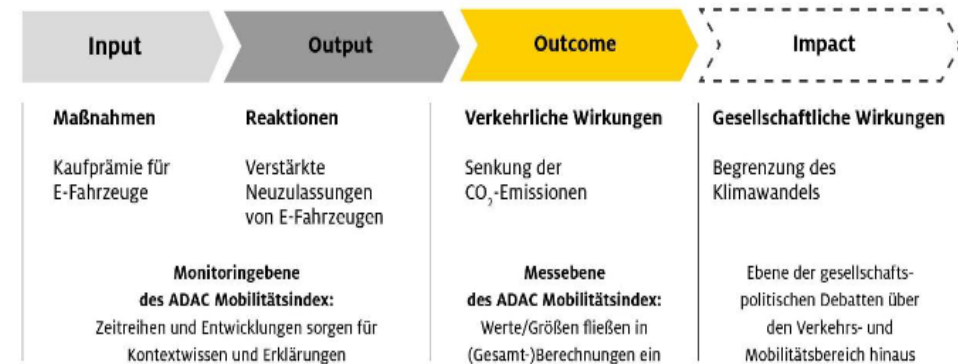 Input
Output
Outcome
Impact
Maßnahmen
Kaufprämie für
E-Fahrzeuge
Reaktionen
Verstärkte
Neuzulassungen
von E-Fahrzeugen
Verkehrliche Wirkungen
Senkung der
CO₂-Emissionen
Gesellschaftliche Wirkungen
Begrenzung des
Klimawandels
Monitoringebene
des ADAC Mobilitätsindex:
Zeitreihen und Entwicklungen sorgen für
Kontextwissen und Erklärungen
Messebene
des ADAC Mobilitätsindex:
Werte/Größen fließen in
(Gesamt-)Berechnungen ein
Ebene der gesellschafts-
politischen Debatten über
den Verkehrs- und
Mobilitätsbereich hinaus